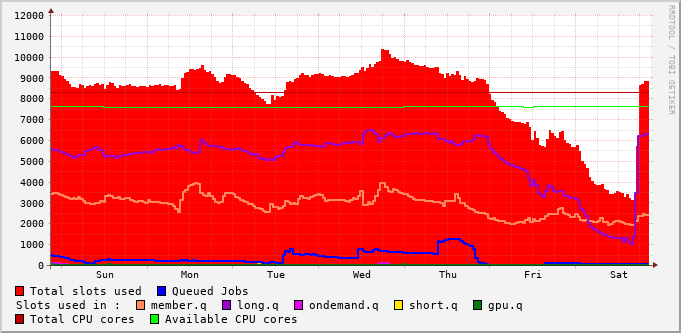 12000
11000
10000
9000
8000
7000
6000
5000
4000
3000
2000
1000
0
Sun Mon Tue Wed Thu Fri Sat
Total slots used Queued Jobs
Slots used in : member.q long.q ondemand.q short.q gpu.q
Total CPU cores Available CPU cores
RRDTOOL / TOBI OETIKER